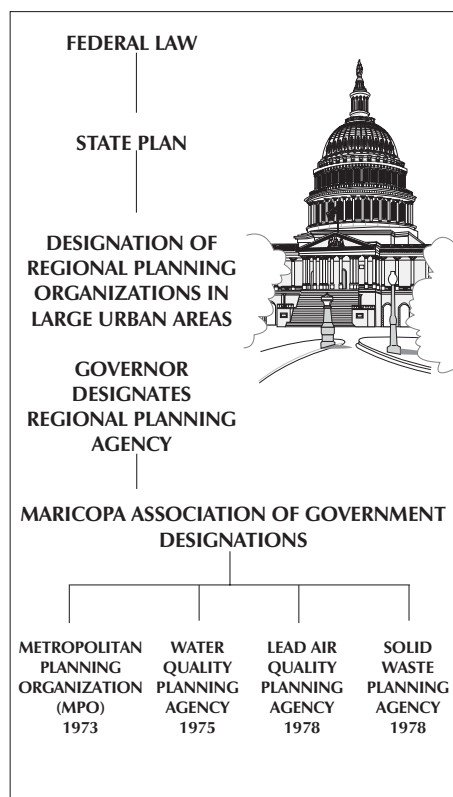 FEDERAL LAW
STATE PLAN
DESIGNATION OF
REGIONAL PLANNING
ORGANIZATIONS IN
LARGE URBAN AREAS
GOVERNOR
DESIGNATES
REGIONAL PLANNING
AGENCY
MARICOPA ASSOCIATION OF GOVERNMENT
DESIGNATIONS
METROPOLITAN
PLANNING
ORGANIZATION
(MPO)
1973
WATER
QUALITY
PLANNING
AGENCY
1975
LEAD AIR
QUALITY
PLANNING
AGENCY
1978
SOLID
WASTE
PLANNING
AGENCY
1978